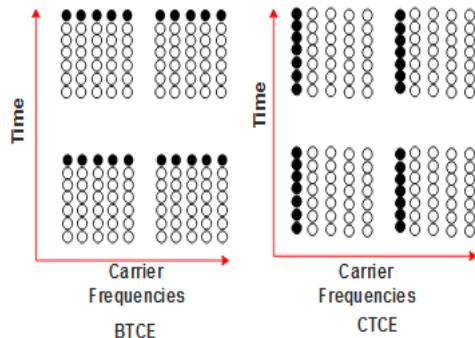 Time
Carrier
Frequencies
BTCE
Time
Carrier
Frequencies
CTCE